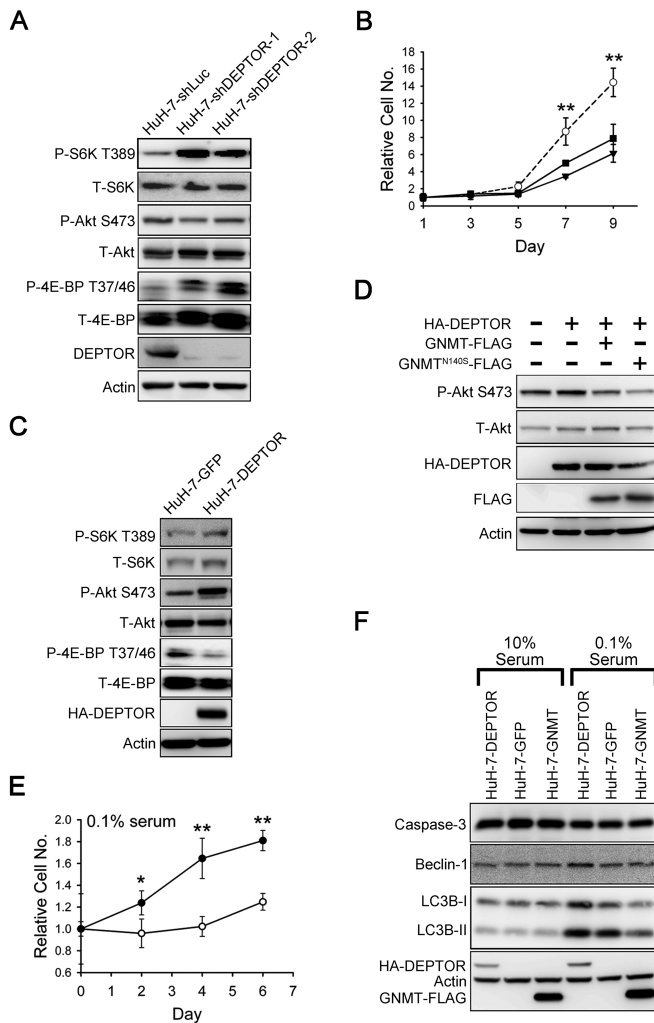 A
HuH-7-shLuc
HuH-7-shDEPTOR-1
HuH-7-shDEPTOR-2
P-S6K T389
T-S6K
P-Akt S473
T-Akt
P-4E-BP T37/46
T-4E-BP
DEPTOR
Actin
B
Relative Cell No.
18
16
14
12
10
8
6
4
2
0
**
**
1 3 5 7 9
Day
C
HuH-7-GFP
HuH-7-DEPTOR
P-S6K T389
T-S6K
P-Akt S473
T-Akt
P-4E-BP T37/46
T-4E-BP
HA-DEPTOR
Actin
D
HA-DEPTOR - + + +
GNMT-FLAG - - + -
GNMTN140S-FLAG - - - +
P-Akt S473
T-Akt
HA-DEPTOR
FLAG
Actin
E
0.1% serum
Relative Cell No.
2.0
1.8
1.6
1.4
1.2
1.0
0.8
0.6
*
**
**
0 1 2 3 4 5 6 7
Day
F
10%
Serum
0.1%
Serum
HuH-7-DEPTOR
HuH-7-GFP
HuH-7-GNMT
HuH-7-DEPTOR
HuH-7-GFP
HuH-7-GNMT
Caspase-3
Beclin-1
LC3B-I
LC3B-II
HA-DEPTOR
Actin
GNMT-FLAG